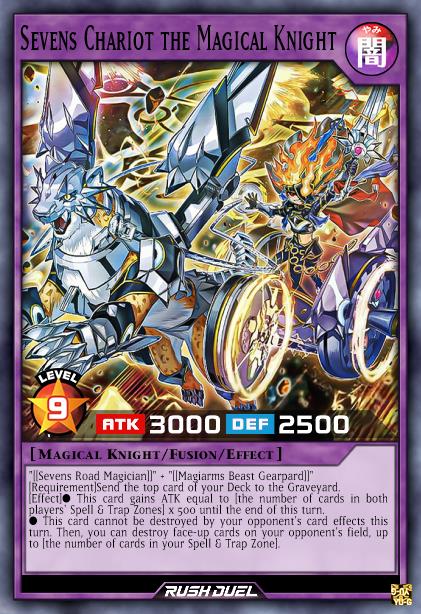 Sevens Chariot the Magical Knight
やみ
闇
LEVEL
9
ATK 3000 DEF 2500
[Magical Knight/Fusion/Effect]
"[[Sevens Road Magician]]" + "[[Magiarms Beast Gearpard]]"
[Requirement]Send the top card of your Deck to the Graveyard.
[Effect]● This card gains ATK equal to [the number of cards in both
players' Spell & Trap Zones] x 500 until the end of this turn.
● This card cannot be destroyed by your opponent's card effects this
turn. Then, you can destroy face-up cards on your opponent's field, up
to [the number of cards in your Spell & Trap Zone].
RUSH DUEL